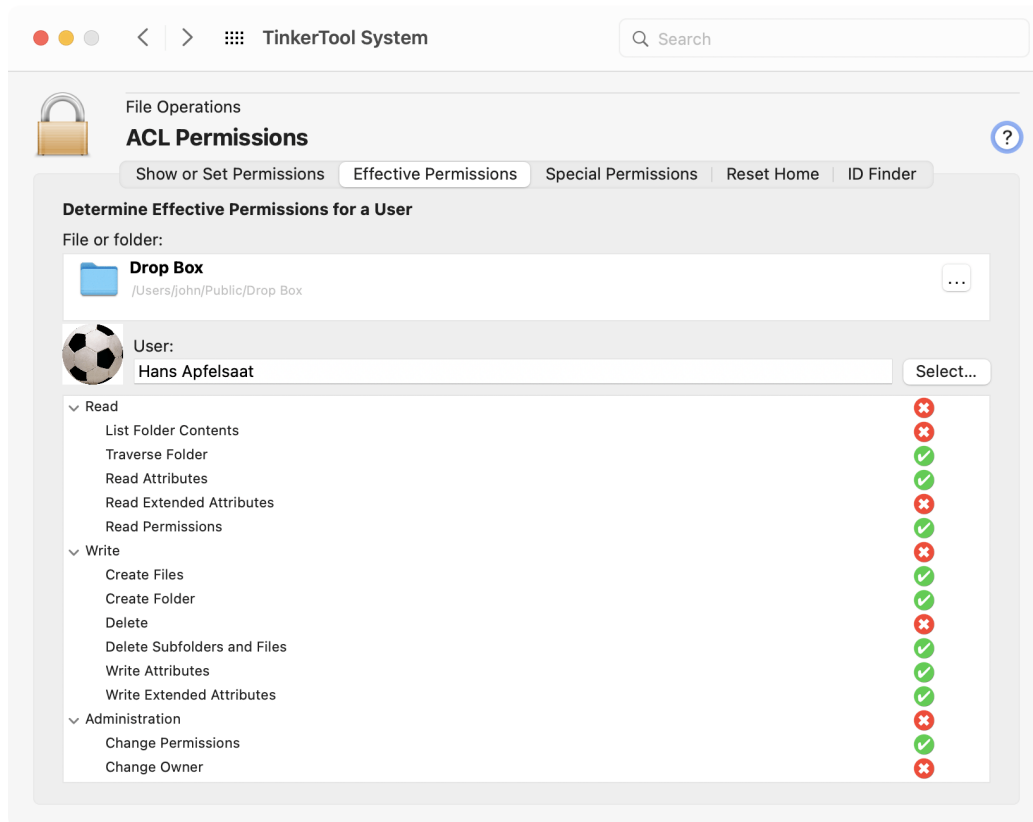 TinkerTool System
Search
File Operations
ACL Permissions
?
Show or Set Permissions
Effective Permissions
Special Permissions
Reset Home
ID Finder
Determine Effective Permissions for a User
File or folder:
Drop Box
/Users/john/Public/Drop Box
...
User:
Hans Apfelsaat
Select...
Read
List Folder Contents
Traverse Folder
Read Attributes
Read Extended Attributes
Read Permissions
Write
Create Files
Create Folder
Delete
Delete Subfolders and Files
Write Attributes
Write Extended Attributes
Administration
Change Permissions
Change Owner